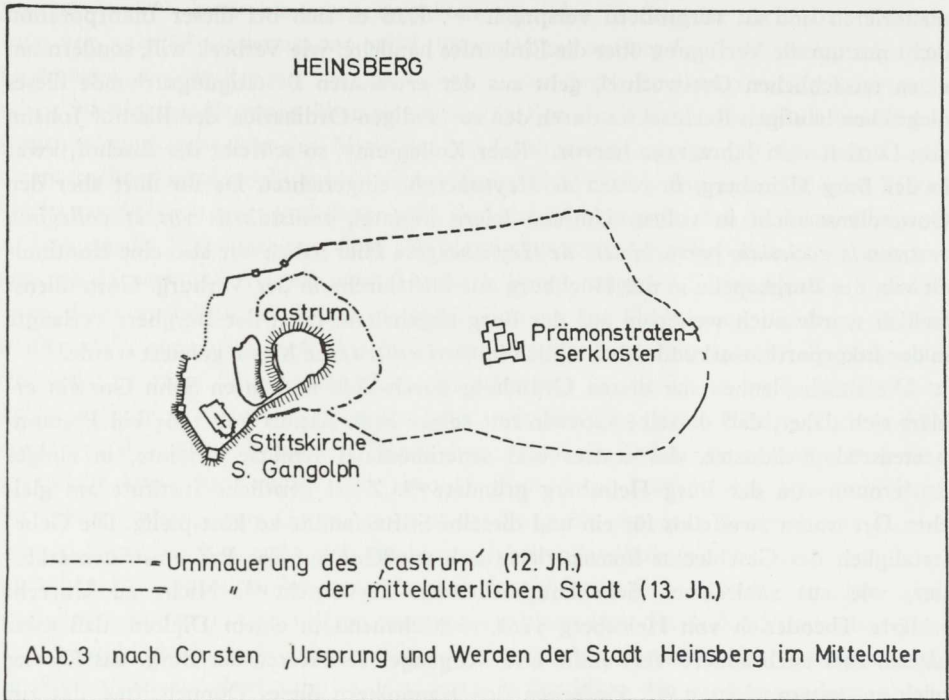 HEINSBERG
"castrum"
Prämonstraten-
serkloster
Stiftskirche
S. Gangolph
= Ummauerung des "castrum" (12. Jh.)
= " der mittelalterlichen Stadt (13. Jh.)
Abb.9 nach Corsten: „Ursprung und Werden der Stadt Heinsberg im Mittelalter